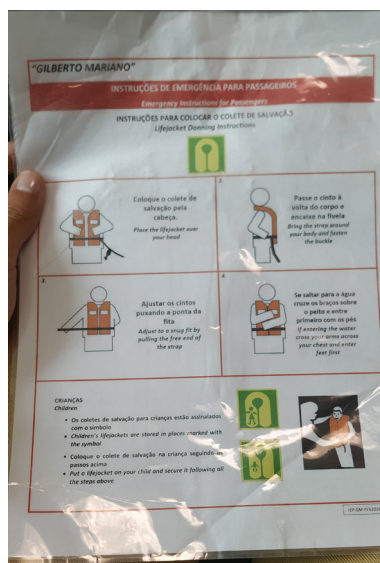 "GILBERTO MARIANO"
INSTRUÇÕES DE EMERGÊNCIA PARA PASSAGEIROS
Emergency Instructions for Passengers
INSTRUÇÕES PARA COLOCAR O COLETE DE SALVAÇÃO
Lifejacket Donning Instructions
Coloque o colete de
salvação pela
cabeça.
Place the lifejacket over
your head
2.
Passe o cinto à
volta do corpo e
encaixe na fivela
Bring the strap around
your body and fasten
the buckle
3.
Ajustar os cintos
puxando a ponta da
fita
Adjust to a snug fit by
pulling the free end of
the strap
4.
Se saltar para a água
cruze os braços sobre
o peito e entre
primeiro com os pés
If entering the water
cross your arms across
your chest and enter
feet first
CRIANÇAS
Children
• Os coletes de salvação para crianças estão assinalados
com o símbolo
• Children's lifejackets are stored in places marked with
the symbol
• Coloque o colete de salvação na criança seguindo os
passos acima
• Put a lifejacket on your child and secure it following all
the steps above